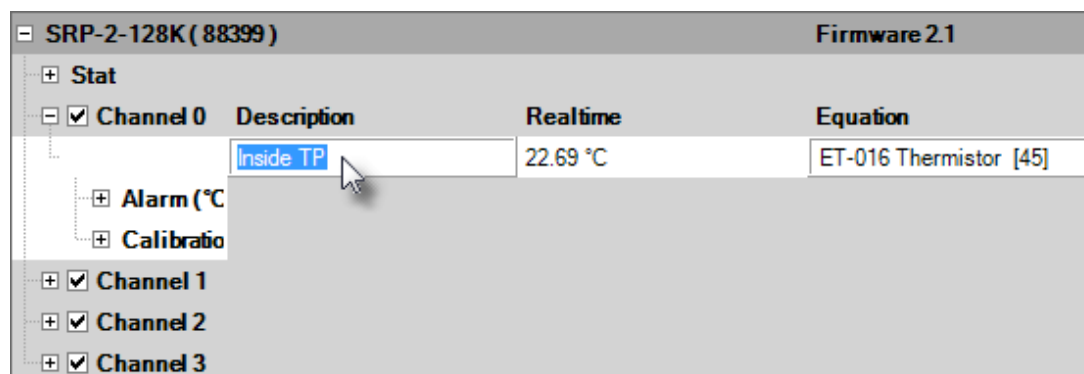 SRP-2-128K ( 88399 ) Firmware 2.1
Stat
Channel 0 Description Realtime Equation
Inside TP 22.69 °C ET-016 Thermistor [45]
Alarm (°C
Calibratio
Channel 1
Channel 2
Channel 3